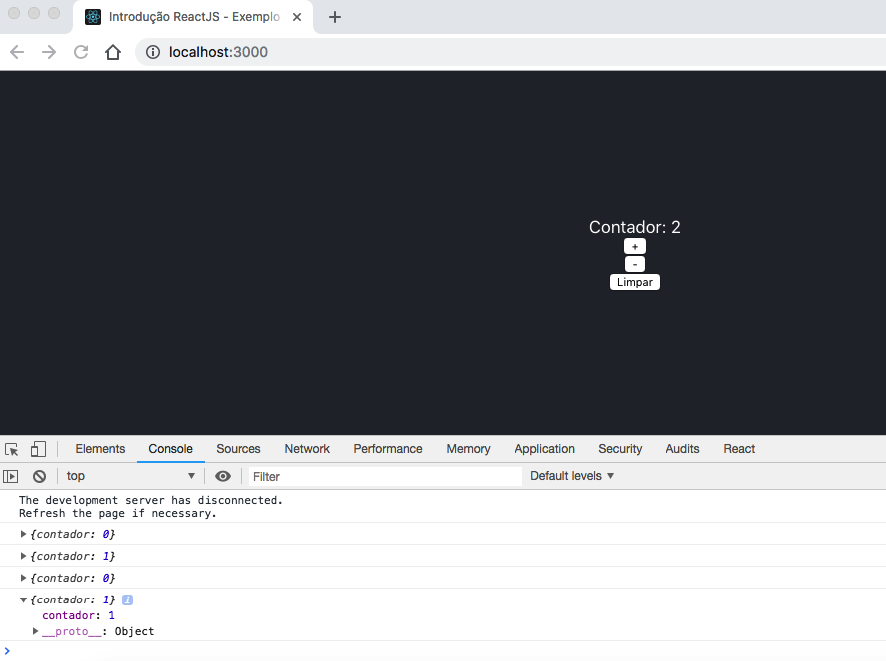 Introdução ReactJS - Exemplo
localhost:3000
Contador: 2
+
-
Limpar
Elements Console Sources Network Performance Memory Application Security Audits React
top Filter Default levels ▼
The development server has disconnected.
Refresh the page if necessary.
{contador: 0}
{contador: 1}
{contador: 0}
{contador: 1} i
contador: 1
__proto__: Object